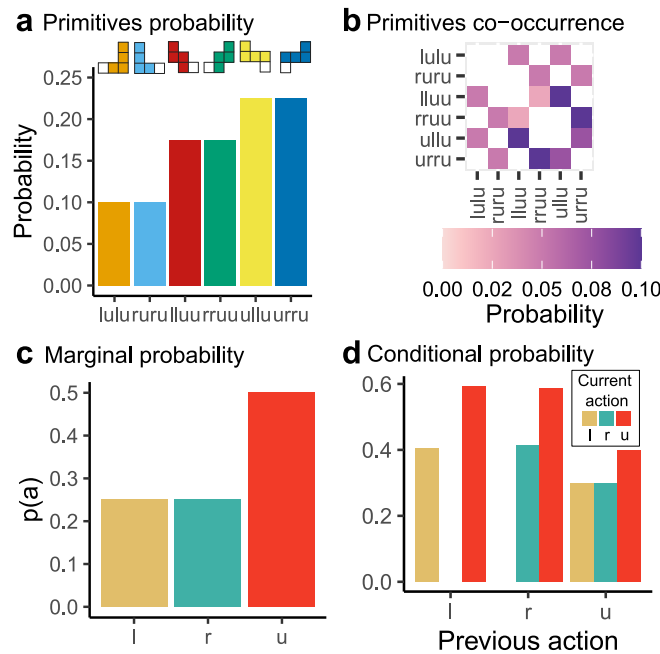 a Primitives probability
0.25
0.20
0.15
0.10
0.05
0.00
Probability
lulu ruru lluu rruu ullu urru
b Primitives co-occurrence
lulu
ruru
lluu
rruu
ullu
urru
lulu ruru lluu rruu ullu urru
0.00 0.02 0.05 0.08 0.10
Probability
c Marginal probability
0.5
0.4
0.3
0.2
0.1
0.0
p(a)
l r u
d Conditional probability
0.6
0.4
0.2
0.0
Current
action
l r u
l r u
Previous action